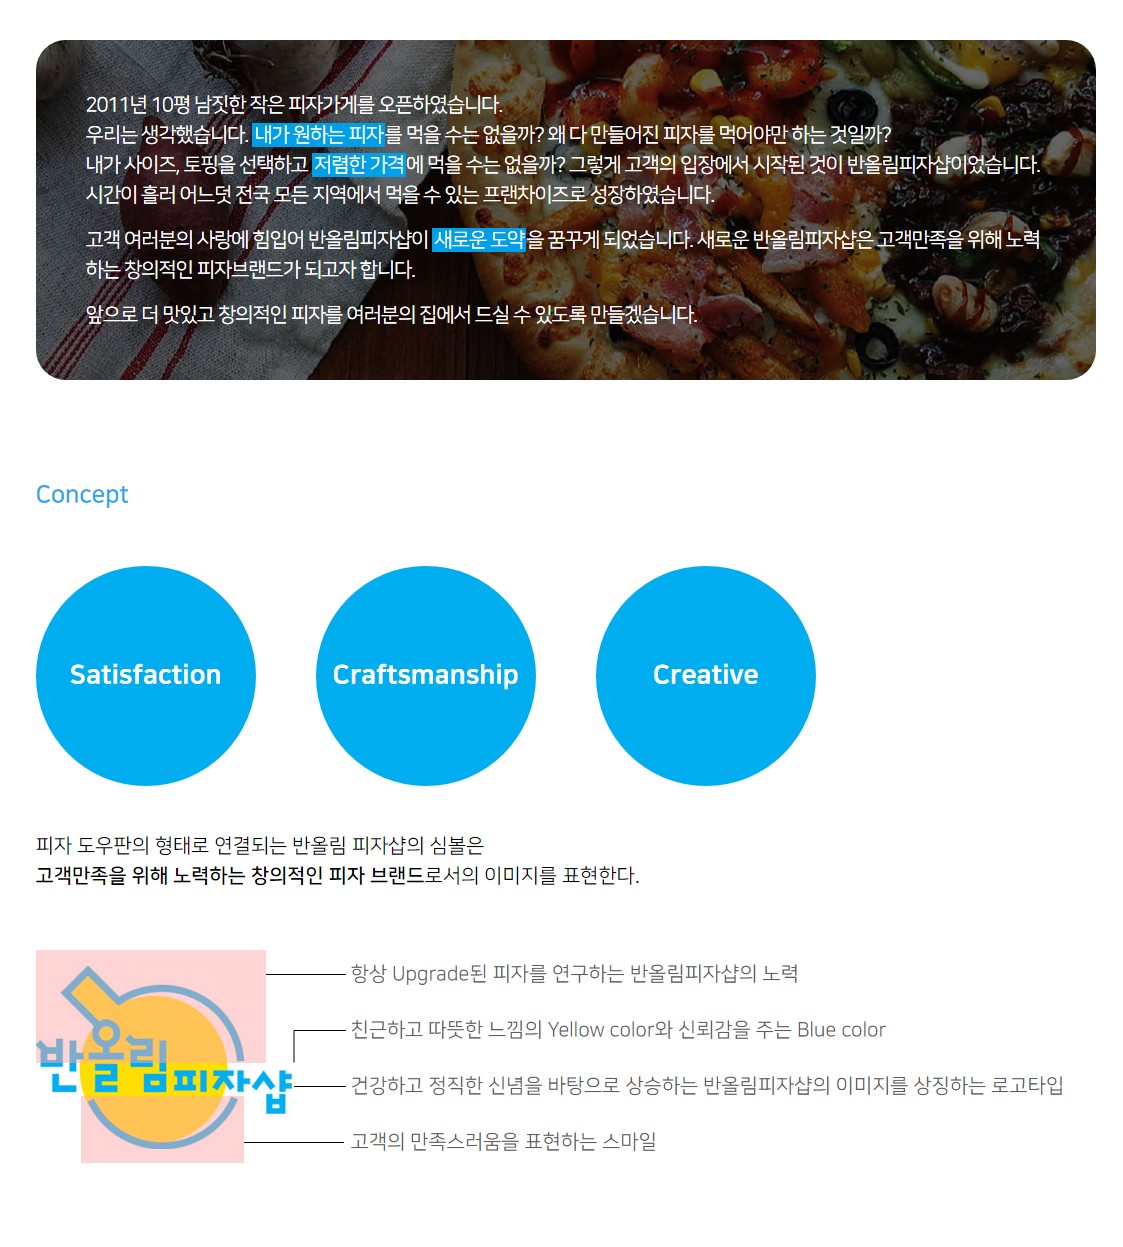 2011년 10평 남짓한 작은 피자가게를 오픈하였습니다.
우리는 생각했습니다. 내가 원하는 피자를 먹을 수는 없을까? 왜 다 만들어진 피자를 먹어야만 하는 것일까?
내가 사이즈, 토핑을 선택하고 저렴한 가격에 먹을 수는 없을까? 그렇게 고객의 입장에서 시작된 것이 반올림피자샵이었습니다.
시간이 흘러 어느덧 전국 모든 지역에서 먹을 수 있는 프랜차이즈로 성장하였습니다.
고객 여러분의 사랑에 힘입어 반올림피자샵이 새로운 도약을 꿈꾸게 되었습니다. 새로운 반올림피자샵은 고객만족을 위해 노력
하는 창의적인 피자브랜드가 되고자 합니다.
앞으로 더 맛있고 창의적인 피자를 여러분의 집에서 드실 수 있도록 만들겠습니다.
Concept
Satisfaction
Craftsmanship
Creative
피자 도우판의 형태로 연결되는 반올림 피자샵의 심볼은
고객만족을 위해 노력하는 창의적인 피자 브랜드로서의 이미지를 표현한다.
반올림피자샵
항상 Upgrade된 피자를 연구하는 반올림피자샵의 노력
친근하고 따뜻한 느낌의 Yellow color와 신뢰감을 주는 Blue color
건강하고 정직한 신념을 바탕으로 상승하는 반올림피자샵의 이미지를 상징하는 로고타입
고객의 만족스러움을 표현하는 스마일